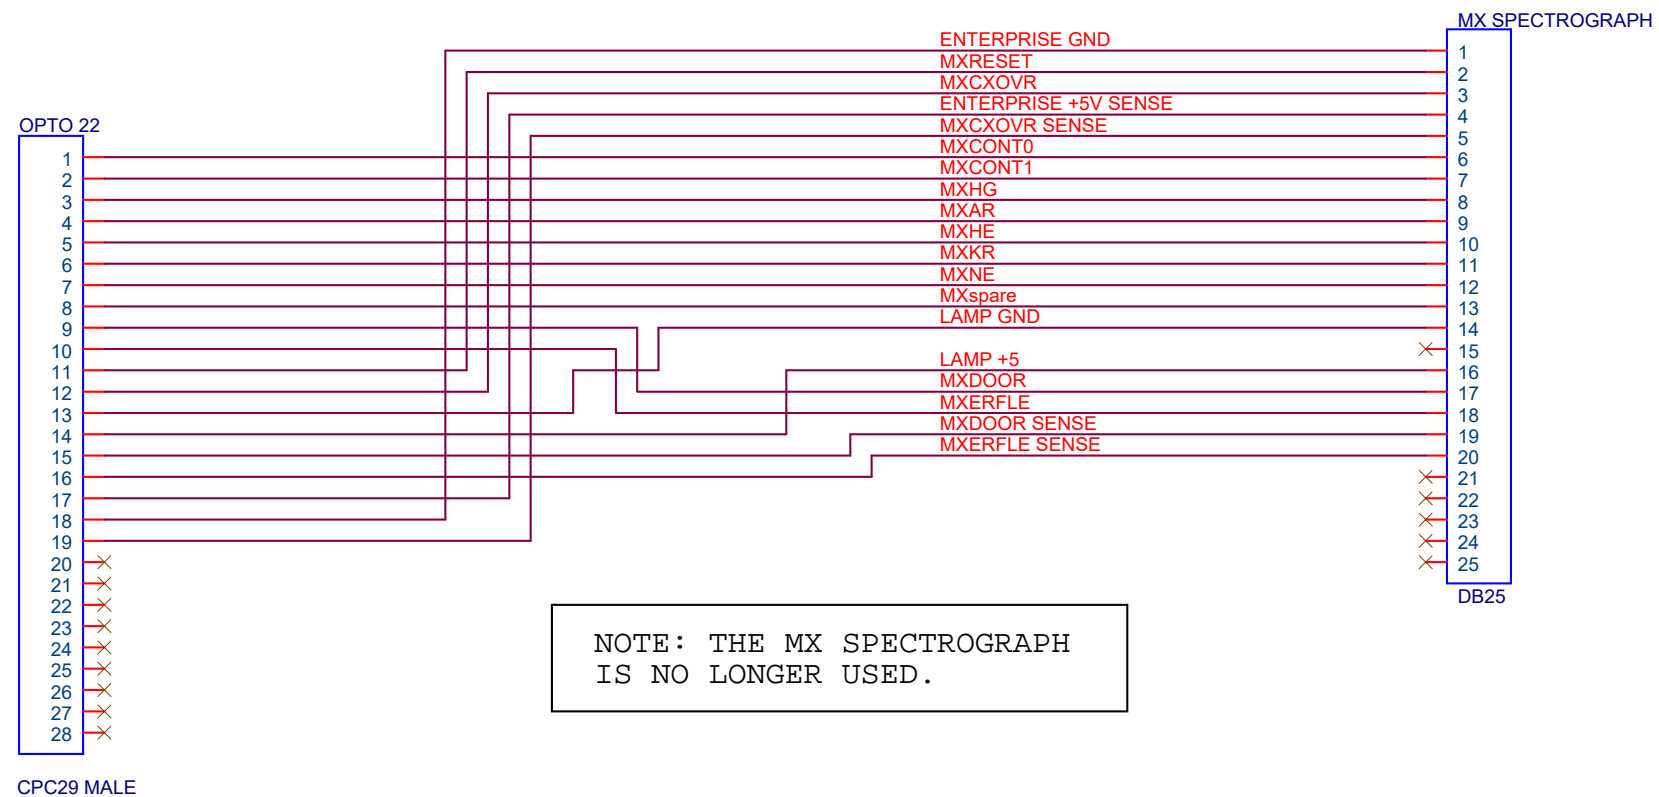 MX SPECTROGRAPH
ENTERPRISE GND
1
MXRESET
2
MXCXOVR
3
ENTERPRISE +5V SENSE
4
OPTO 22
MXCXOVR SENSE
5
1
MXCONT0
6
2
MXCONT1
7
3
MXHG
8
4
MXAR
9
5
MXHE
10
6
MXKR
11
7
MXNE
12
8
MXspare
13
9
LAMP GND
14
10
15
11
LAMP +5
16
12
MXDOOR
17
13
MXERFLE
18
14
MXDOOR SENSE
19
15
MXERFLE SENSE
20
16
21
17
22
18
23
19
24
20
25
21
DB25
22
23
24
25
26
27
28
NOTE: THE MX SPECTROGRAPH
IS NO LONGER USED.
CPC29 MALE